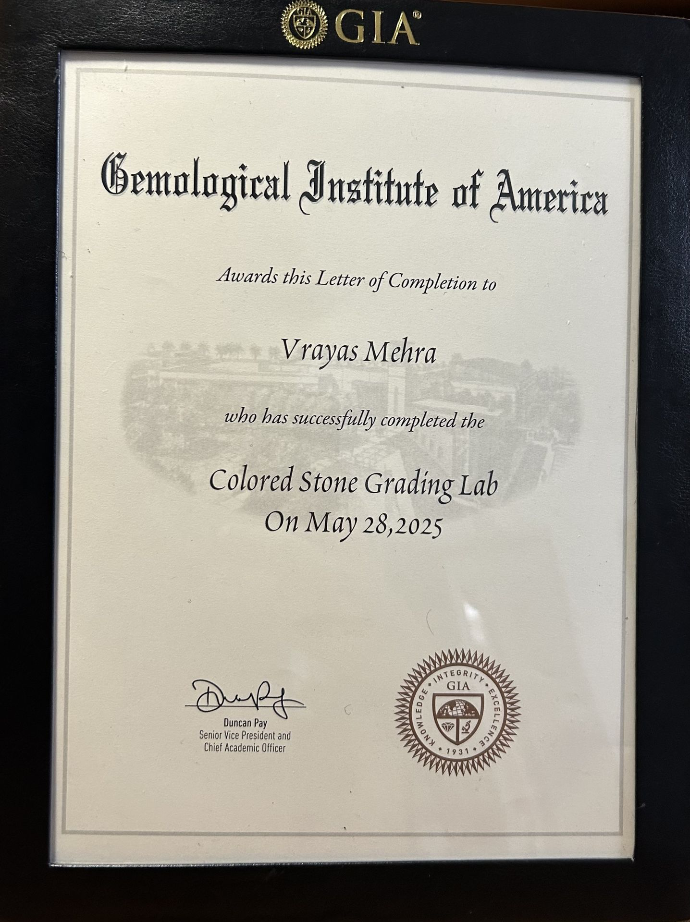 GIA®
Gemological Institute of America
Awards this Letter of Completion to
Vrayas Mehra
who has successfully completed the
Colored Stone Grading Lab
On May 28,2025
Duncan Pay
Senior Vice President and
Chief Academic Officer
KNOWLEDGE • INTEGRITY • EXCELLENCE
GIA
• 1931 •